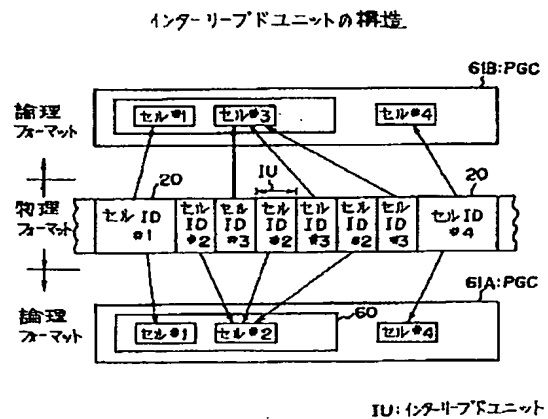 インターリーブドユニットの構造
61B:PGC
論理
フォーマット
セル#1
セル#3
セル#4
20
IU
20
物理
フォーマット
セル ID #1
セル ID #2
セル ID #3
セル ID #2
セル ID #3
セル ID #2
セル ID #3
セル ID #4
61A:PGC
論理
フォーマット
セル#1
セル#2
60
セル#4
IU:インターリーブドユニット